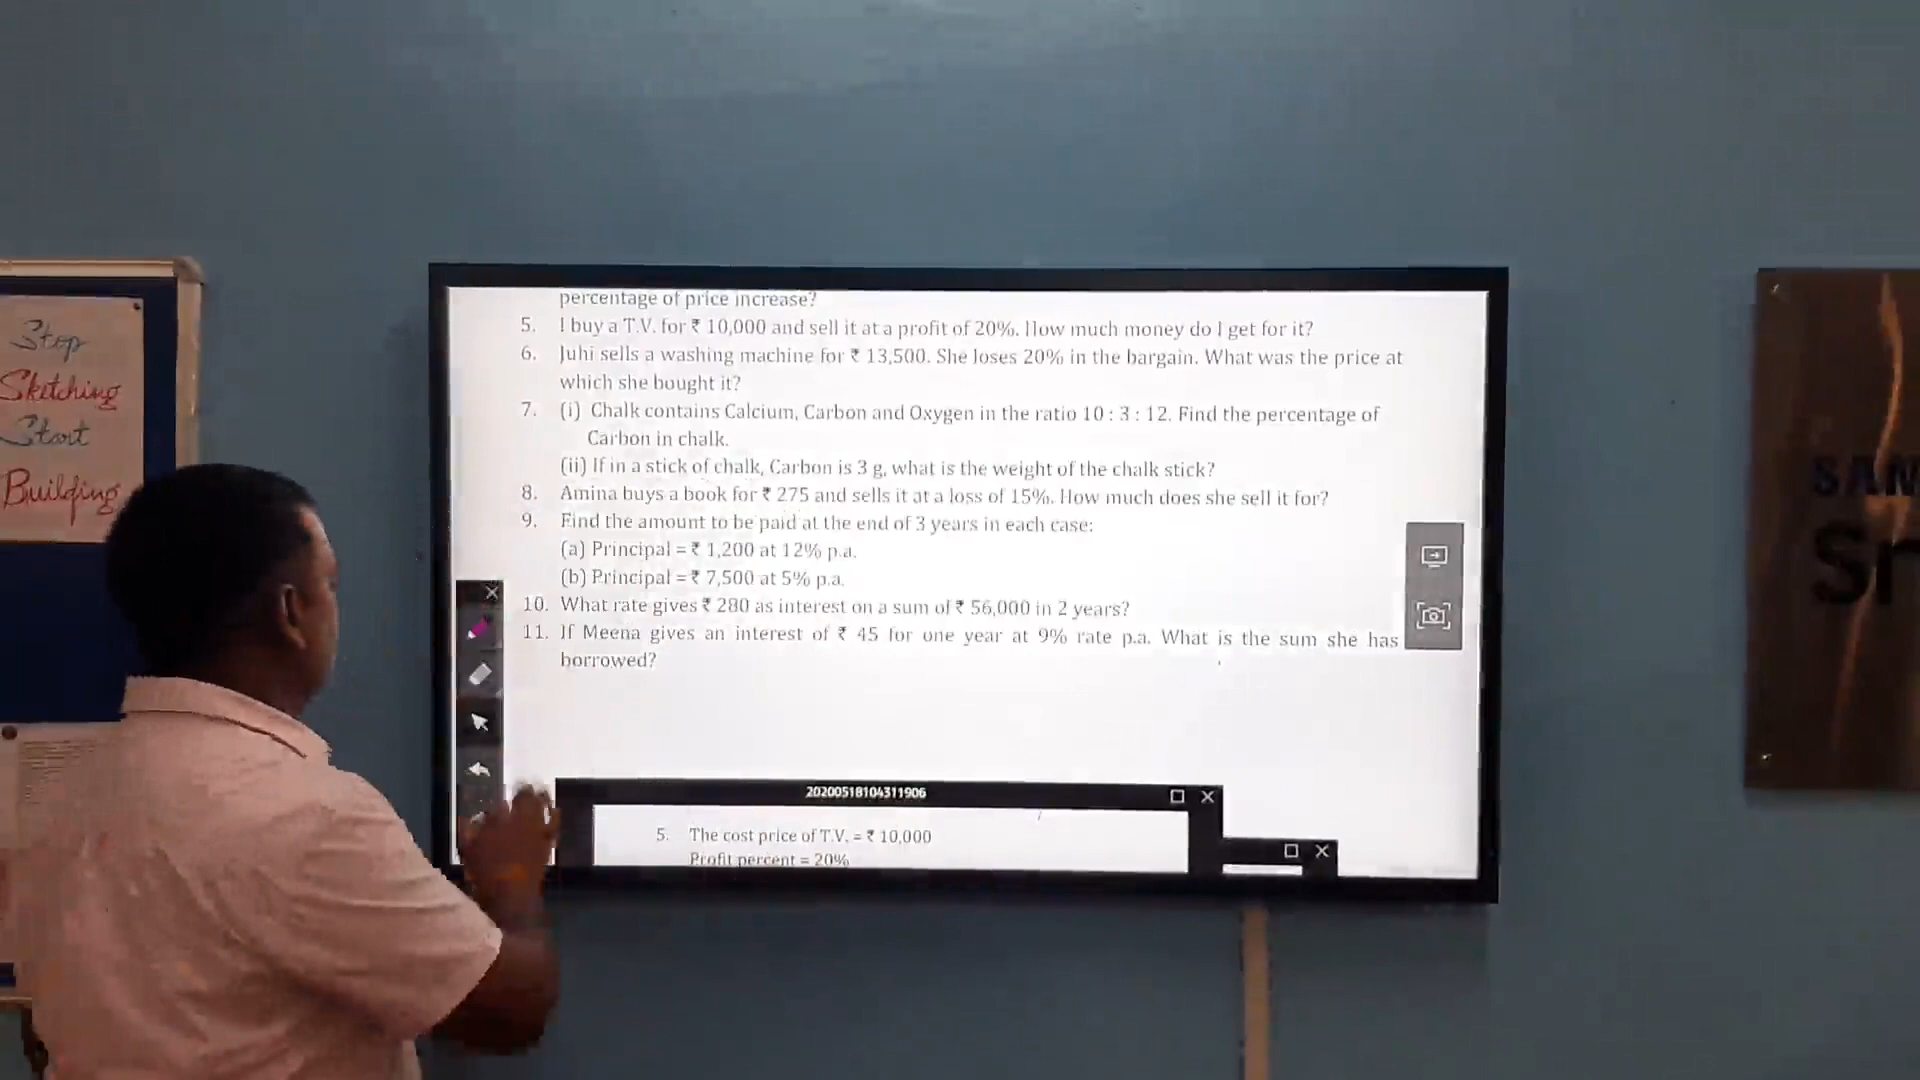 Stop
Sketching
Start
Building
percentage of price increase?
5. I buy a T.V. for ₹ 10,000 and sell it at a profit of 20%. How much money do I get for it?
6. Juhi sells a washing machine for ₹ 13,500. She loses 20% in the bargain. What was the price at
which she bought it?
7. (i) Chalk contains Calcium, Carbon and Oxygen in the ratio 10 : 3 : 12. Find the percentage of
Carbon in chalk.
(ii) If in a stick of chalk, Carbon is 3 g, what is the weight of the chalk stick?
8. Amina buys a book for ₹ 275 and sells it at a loss of 15%. How much does she sell it for?
9. Find the amount to be paid at the end of 3 years in each case:
(a) Principal = ₹ 1,200 at 12% p.a.
(b) Principal = ₹ 7,500 at 5% p.a.
10. What rate gives ₹ 280 as interest on a sum of ₹ 56,000 in 2 years?
11. If Meena gives an interest of ₹ 45 for one year at 9% rate p.a. What is the sum she has
borrowed?
20200518104311906
5. The cost price of T.V. = ₹ 10,000
Profit percent = 20%
SAN